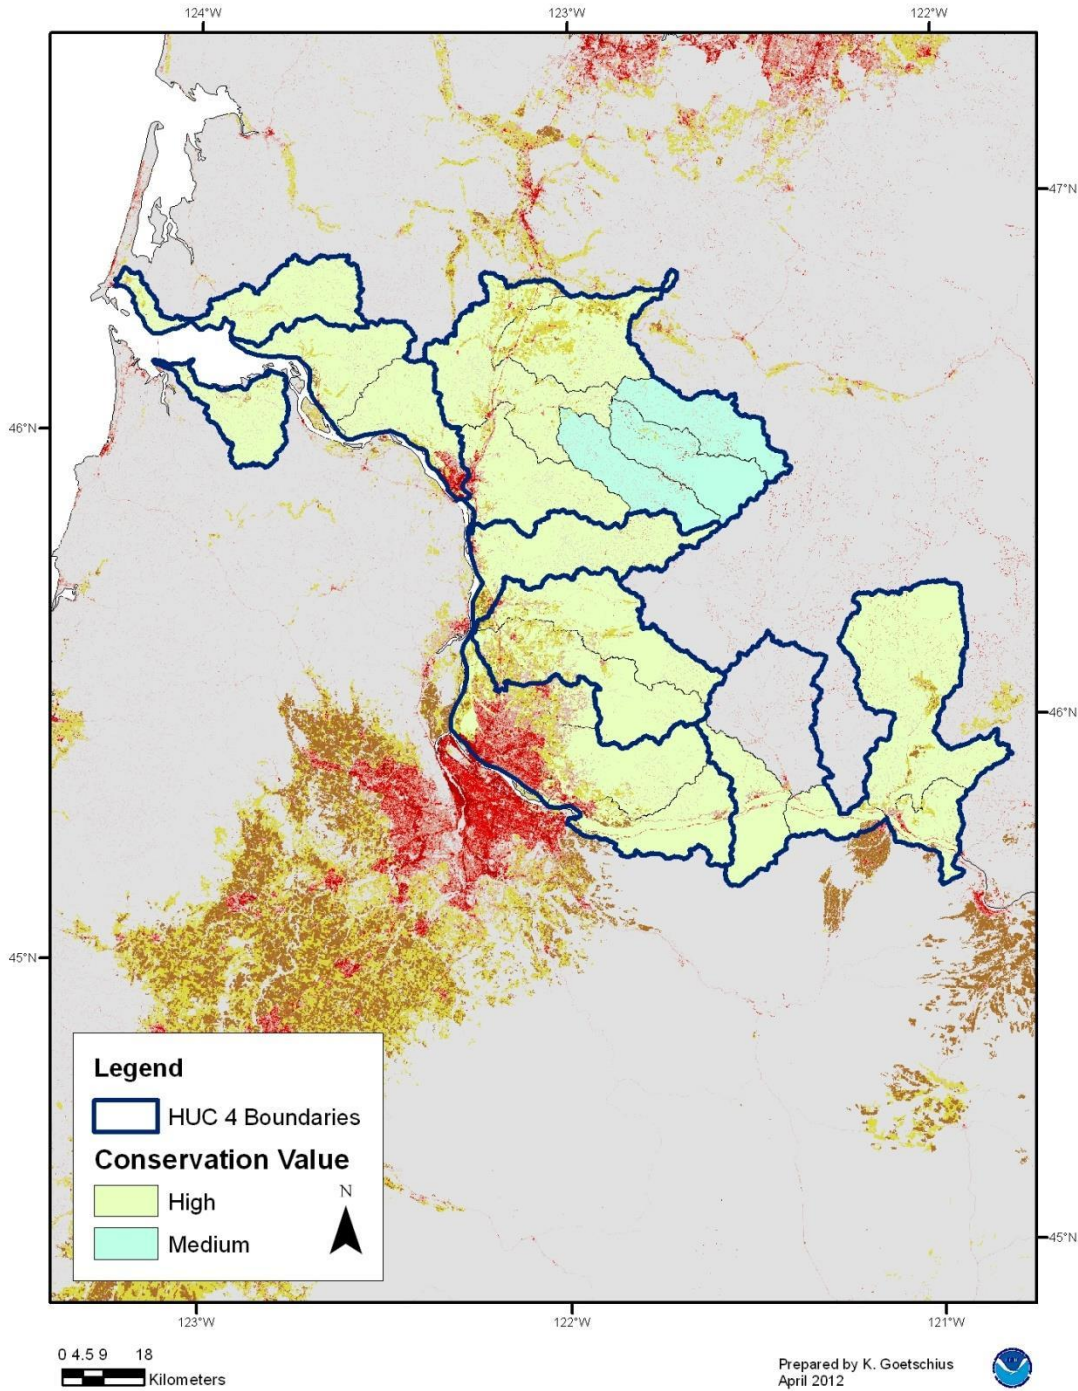 124°W 123°W 122°W
47°N
46°N
46°N
45°N
45°N
Legend
HUC 4 Boundaries
Conservation Value
High
Medium
N
123°W 122°W 121°W
0 4.5 9 18
Kilometers
Prepared by K. Goetschius
April 2012